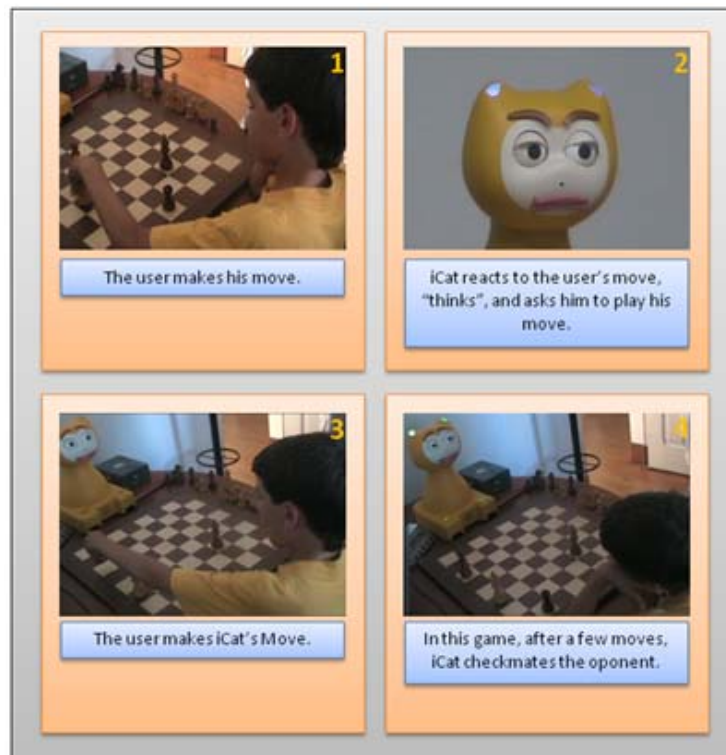 1
The user makes his move.
2
iCat reacts to the user's move,
"thinks", and asks him to play his
move.
3
The user makes iCat's Move.
4
In this game, after a few moves,
iCat checkmates the oponent.